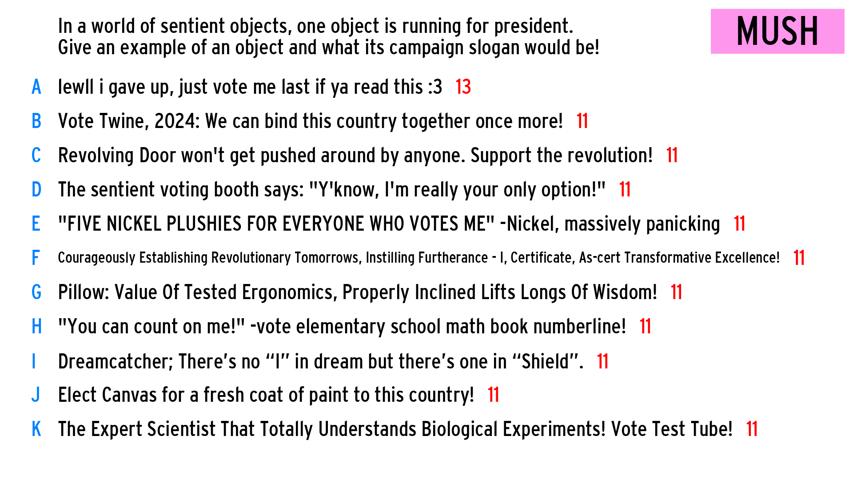 In a world of sentient objects, one object is running for president.
Give an example of an object and what its campaign slogan would be!
MUSH
A lewll i gave up, just vote me last if ya read this :3 13
B Vote Twine, 2024: We can bind this country together once more! 11
C Revolving Door won't get pushed around by anyone. Support the revolution! 11
D The sentient voting booth says: "Y'know, I'm really your only option!" 11
E "FIVE NICKEL PLUSHIES FOR EVERYONE WHO VOTES ME" -Nickel, massively panicking 11
F Courageously Establishing Revolutionary Tomorrows, Instilling Furtherance - I, Certificate, As-cert Transformative Excellence! 11
G Pillow: Value Of Tested Ergonomics, Properly Inclined Lifts Longs Of Wisdom! 11
H "You can count on me!" -vote elementary school math book numberline! 11
I Dreamcatcher; There’s no “I” in dream but there’s one in “Shield”. 11
J Elect Canvas for a fresh coat of paint to this country! 11
K The Expert Scientist That Totally Understands Biological Experiments! Vote Test Tube! 11